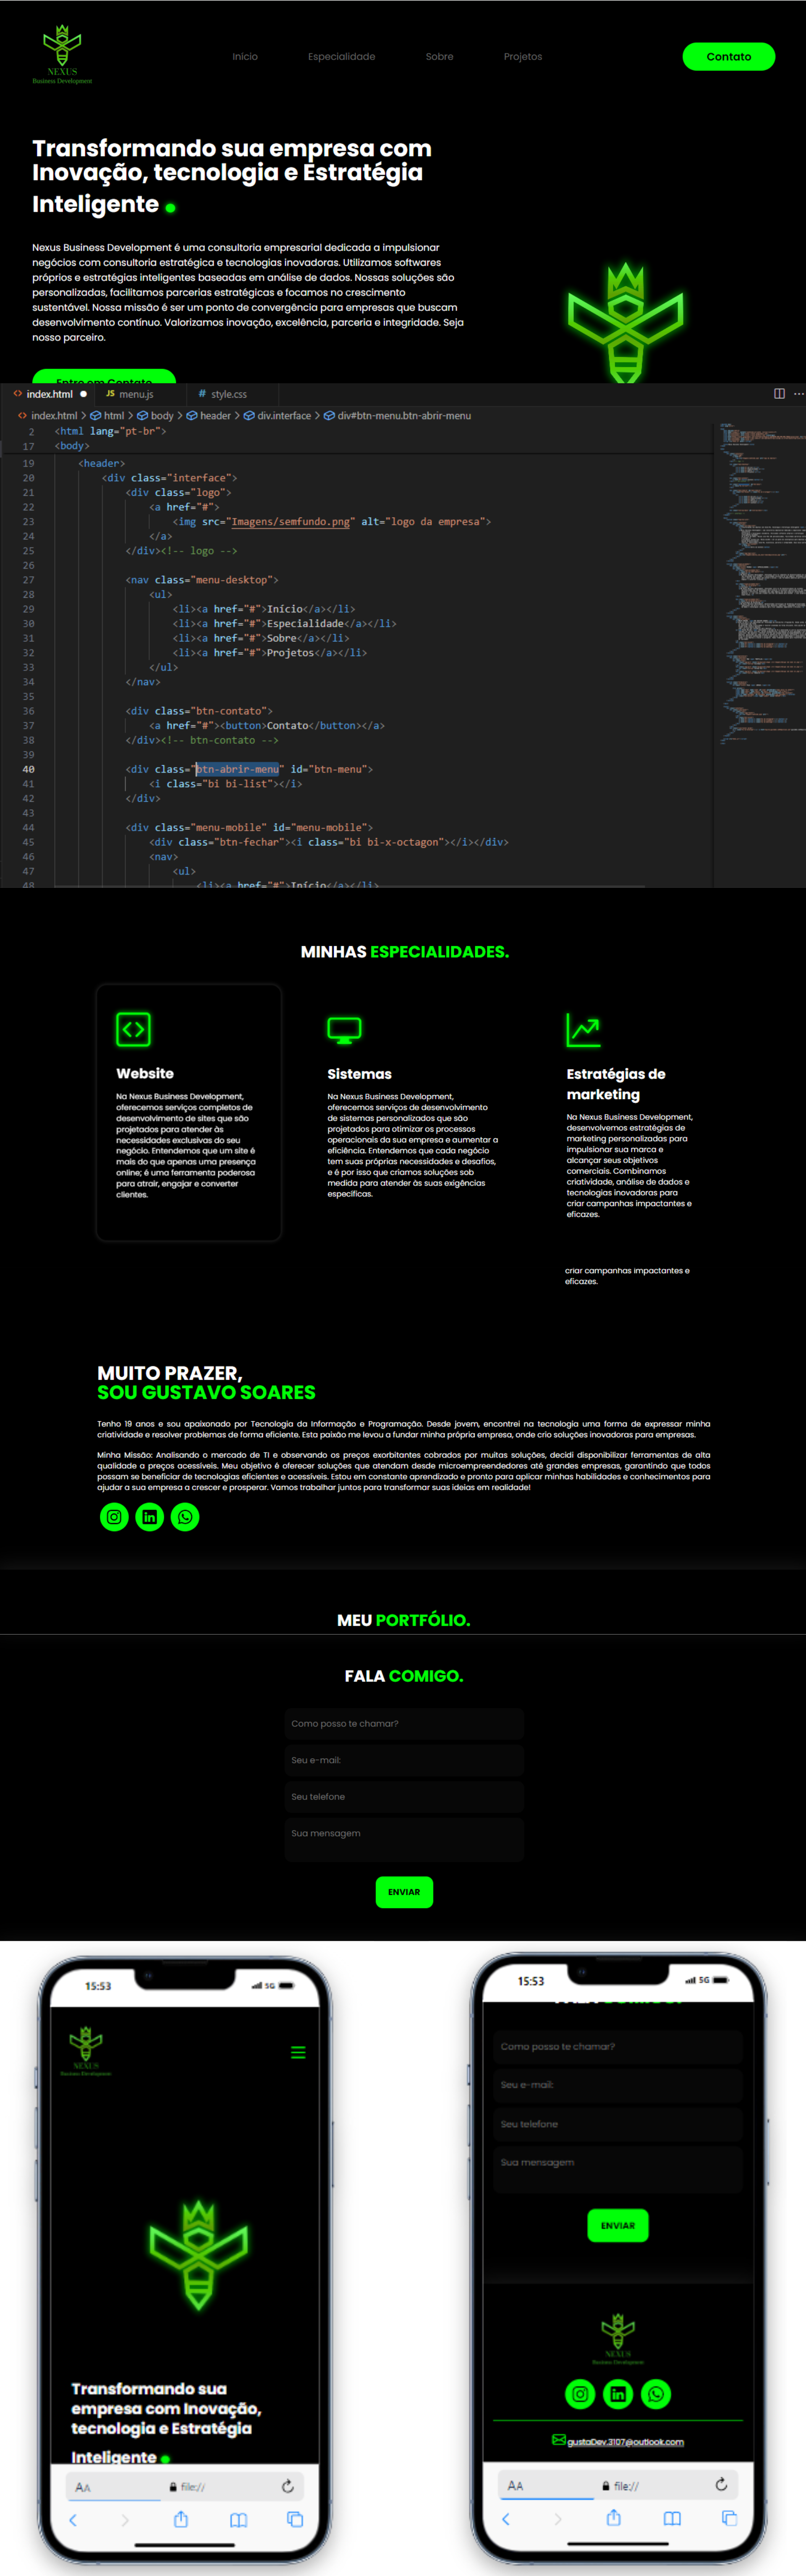 NEXUS
Business Development
Início
Especialidade
Sobre
Projetos
Contato
Transformando sua empresa com
Inovação, tecnologia e Estratégia
Inteligente
Nexus Business Development é uma consultoria empresarial dedicada a impulsionar
negócios com consultoria estratégica e tecnologias inovadoras. Utilizamos softwares
próprios e estratégias inteligentes baseadas em análise de dados. Nossas soluções são
personalizadas, facilitamos parcerias estratégicas e focamos no crescimento
sustentável. Nossa missão é ser um ponto de convergência para empresas que buscam
desenvolvimento contínuo. Valorizamos inovação, excelência, parceria e integridade. Seja
nosso parceiro.
Entre em Contato
index.html
JS menu.js
# style.css
index.html > html > body > header > div.interface > div#btn-menu.btn-abrir-menu
2 <html lang="pt-br">
17 <body>
19 <header>
20 <div class="interface">
21 <div class="logo">
22 <a href="#">
23 <img src="Imagens/semfundo.png" alt="logo da empresa">
24 </a>
25 </div><!-- logo -->
26
27 <nav class="menu-desktop">
28 <ul>
29 <li><a href="#">Início</a></li>
30 <li><a href="#">Especialidade</a></li>
31 <li><a href="#">Sobre</a></li>
32 <li><a href="#">Projetos</a></li>
33 </ul>
34 </nav>
35
36 <div class="btn-contato">
37 <a href="#"><button>Contato</button></a>
38 </div><!-- btn-contato -->
39
40 <div class="btn-abrir-menu" id="btn-menu">
41 <i class="bi bi-list"></i>
42 </div>
43
44 <div class="menu-mobile" id="menu-mobile">
45 <div class="btn-fechar"><i class="bi bi-x-octagon"></i></div>
46 <nav>
47 <ul>
48 <li><a href="#">Início</a></li>
MINHAS ESPECIALIDADES.
Website
Na Nexus Business Development,
oferecemos serviços completos de
desenvolvimento de sites que são
projetados para atender às
necessidades exclusivas do seu
negócio. Entendemos que um site é
mais do que apenas uma presença
online; é uma ferramenta poderosa
para atrair, engajar e converter
clientes.
Sistemas
Na Nexus Business Development,
oferecemos serviços de desenvolvimento
de sistemas personalizados que são
projetados para otimizar os processos
operacionais da sua empresa e aumentar a
eficiência. Entendemos que cada negócio
tem suas próprias necessidades e desafios,
e é por isso que criamos soluções sob
medida para atender às suas exigências
específicas.
Estratégias de
marketing
Na Nexus Business Development,
desenvolvemos estratégias de
marketing personalizadas para
impulsionar sua marca e
alcançar seus objetivos
comerciais. Combinamos
criatividade, análise de dados e
tecnologias inovadoras para
criar campanhas impactantes e
eficazes.
criar campanhas impactantes e
eficazes.
MUITO PRAZER,
SOU GUSTAVO SOARES
Tenho 19 anos e sou apaixonado por Tecnologia da Informação e Programação. Desde jovem, encontrei na tecnologia uma forma de expressar minha
criatividade e resolver problemas de forma eficiente. Esta paixão me levou a fundar minha própria empresa, onde crio soluções inovadoras para empresas.
Minha Missão: Analisando o mercado de TI e observando os preços exorbitantes cobrados por muitas soluções, decidi disponibilizar ferramentas de alta
qualidade a preços acessíveis. Meu objetivo é oferecer soluções que atendam desde microempreendedores até grandes empresas, garantindo que todos
possam se beneficiar de tecnologias eficientes e acessíveis. Estou em constante aprendizado e pronto para aplicar minhas habilidades e conhecimentos para
ajudar a sua empresa a crescer e prosperar. Vamos trabalhar juntos para transformar suas ideias em realidade!
MEU PORTFÓLIO.
FALA COMIGO.
Como posso te chamar?
Seu e-mail:
Seu telefone
Sua mensagem
ENVIAR
15:53
5G
NEXUS
Business Development
Transformando sua
empresa com Inovação,
tecnologia e Estratégia
Inteligente
AA
file://
15:53
5G
FALA COMIGO.
Como posso te chamar?
Seu e-mail:
Seu telefone
Sua mensagem
ENVIAR
NEXUS
Business Development
gustaDev.3107@outlook.com
AA
file://